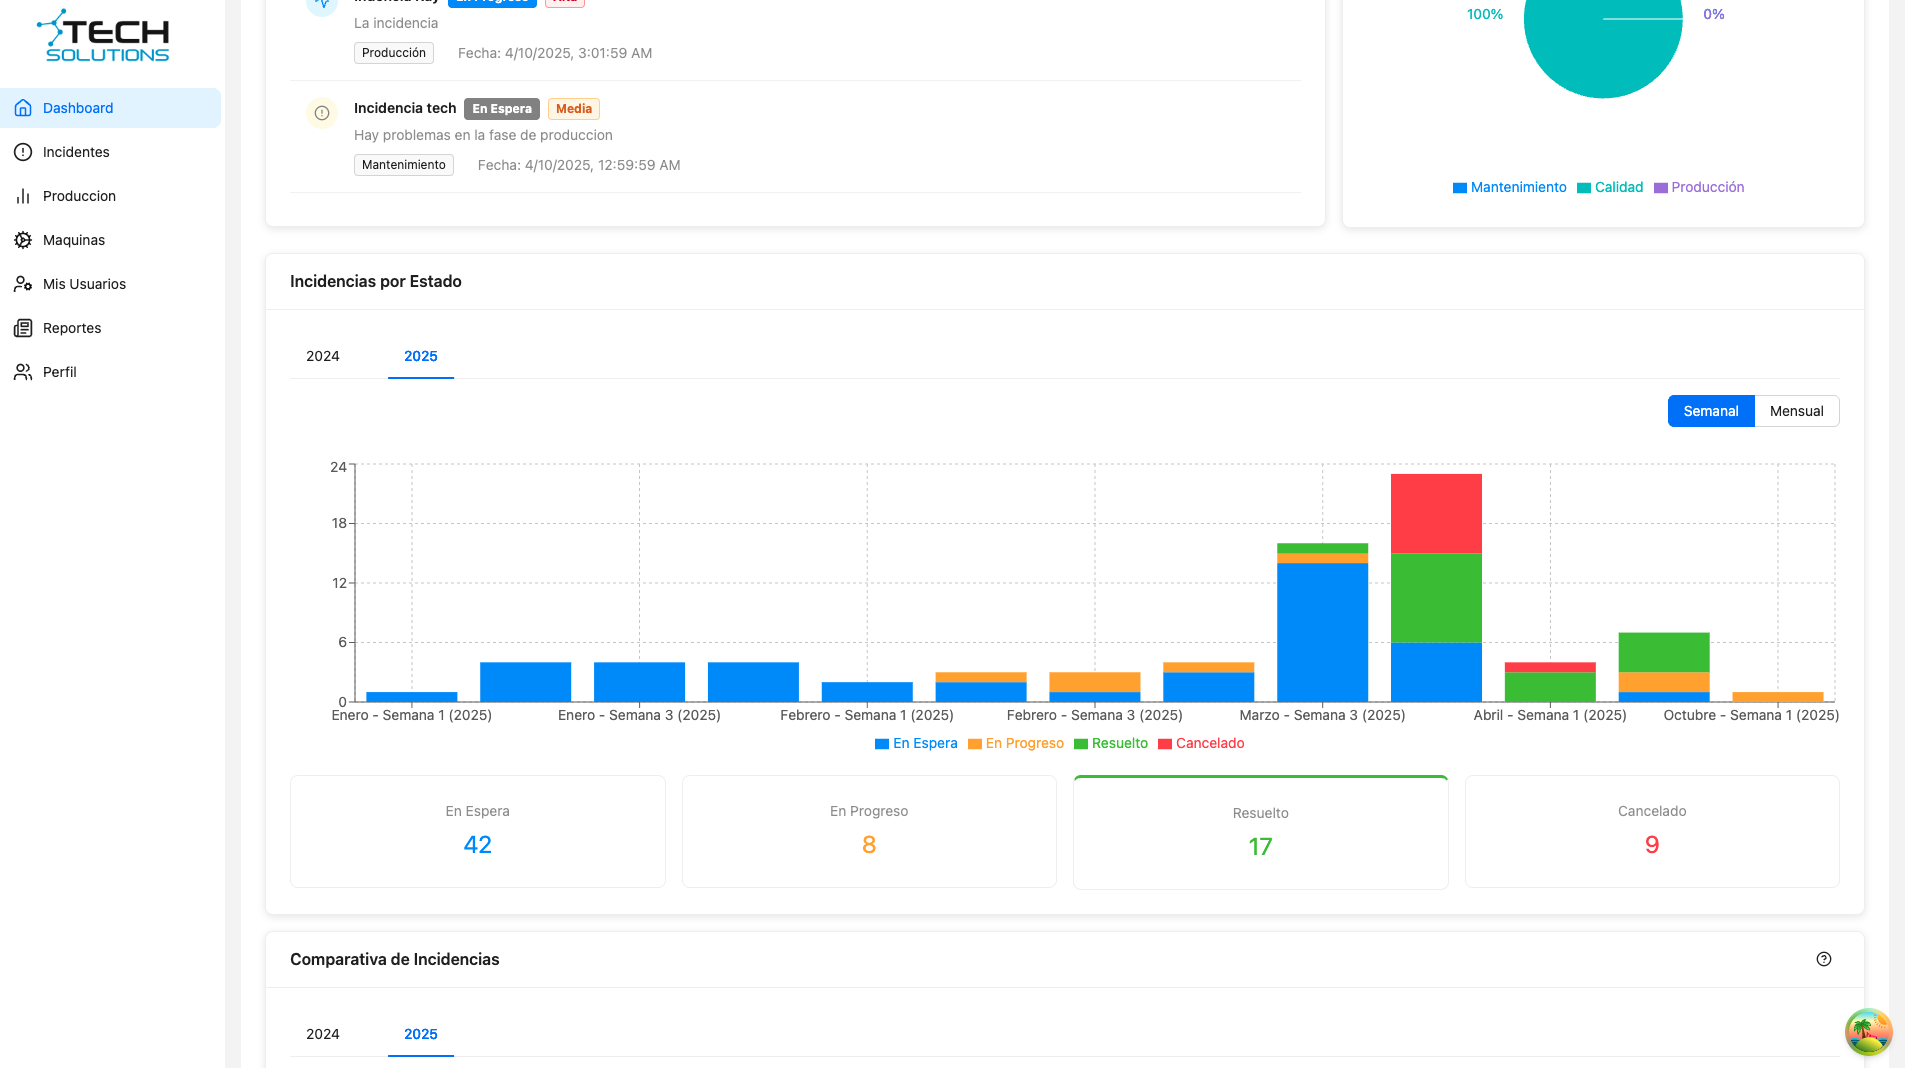 TECH
SOLUTIONS
Dashboard
Incidentes
Produccion
Maquinas
Mis Usuarios
Reportes
Perfil
La incidencia
Producción Fecha: 4/10/2025, 3:01:59 AM
Incidencia tech En Espera Media
Hay problemas en la fase de produccion
Mantenimiento Fecha: 4/10/2025, 12:59:59 AM
100% 0%
Mantenimiento Calidad Producción
Incidencias por Estado
2024 2025
Semanal Mensual
24
18
12
6
0
Enero - Semana 1 (2025) Enero - Semana 3 (2025) Febrero - Semana 1 (2025) Febrero - Semana 3 (2025) Marzo - Semana 3 (2025) Abril - Semana 1 (2025) Octubre - Semana 1 (2025)
En Espera En Progreso Resuelto Cancelado
En Espera
42
En Progreso
8
Resuelto
17
Cancelado
9
Comparativa de Incidencias
2024 2025